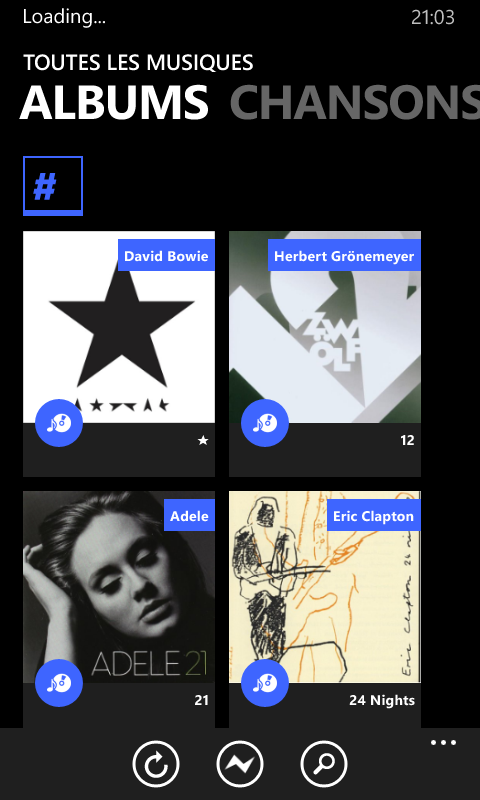 Loading...
21:03
TOUTES LES MUSIQUES
ALBUMS CHANSONS
#
David Bowie
Herbert Grönemeyer
ZWÖLF
★
12
Adele
Eric Clapton
Eric Clapton 24 ni
ADELE 21
21
24 Nights